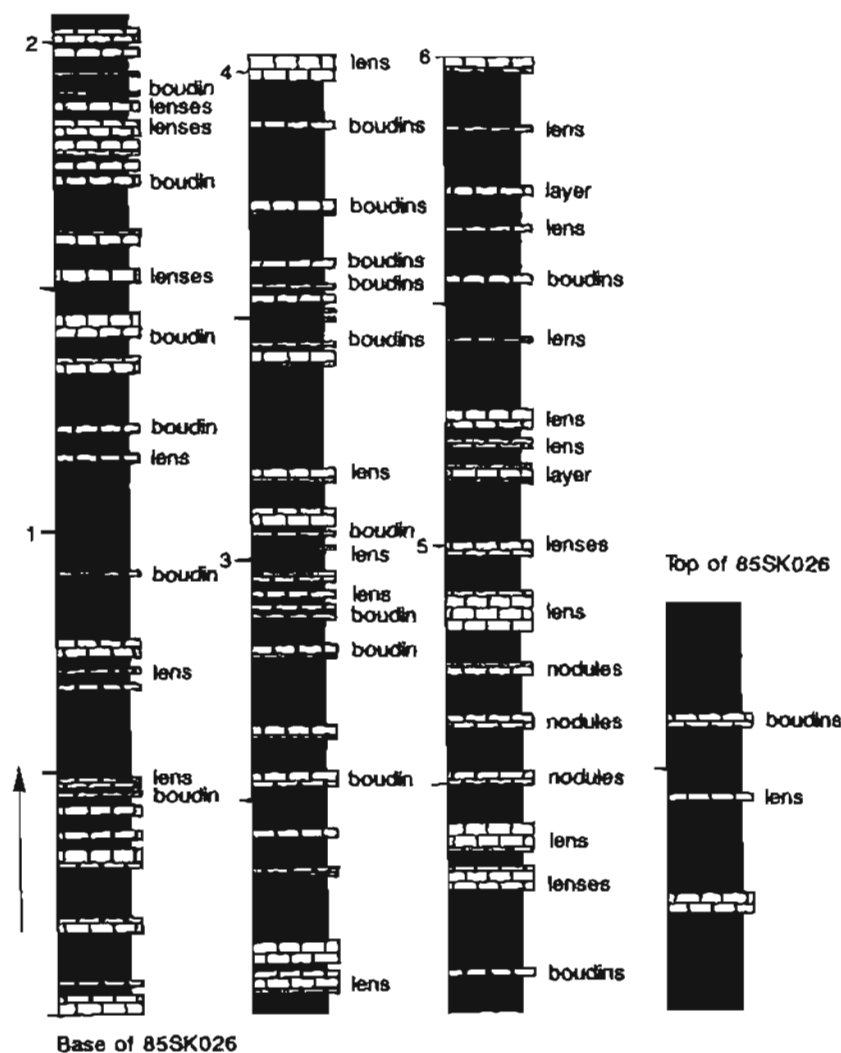 2
boudin
lenses
lenses
boudin
lenses
boudin
boudin
lens
1
boudin
lens
lens
boudin
Base of 85SK026
4
lens
boudins
boudins
boudins
boudins
boudins
lens
boudin
3
lens
lens
boudin
boudin
boudin
lens
6
lens
layer
lens
boudins
lens
lens
lens
layer
5
lenses
lens
nodules
nodules
nodules
lens
lenses
boudins
Top of 85SK026
boudins
lens